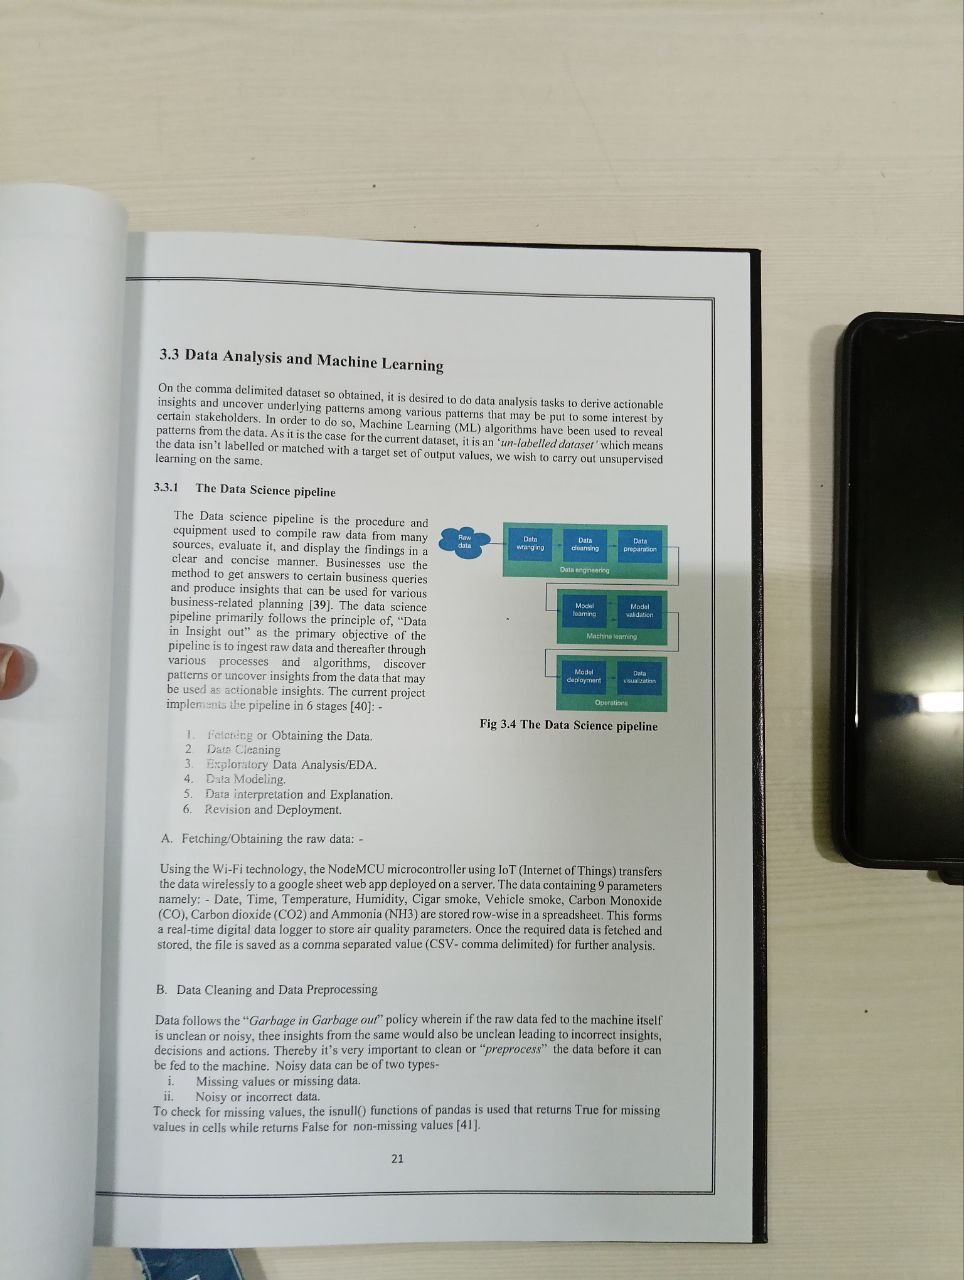 3.3 Data Analysis and Machine Learning
On the comma delimited dataset so obtained, it is desired to do data analysis tasks to derive actionable
insights and uncover underlying patterns among various patterns that may be put to some interest by
certain stakeholders. In order to do so, Machine Learning (ML) algorithms have been used to reveal
patterns from the data. As it is the case for the current dataset, it is an 'un-labelled dataset' which means
the data isn't labelled or matched with a target set of output values, we wish to carry out unsupervised
learning on the same.
3.3.1 The Data Science pipeline
The Data science pipeline is the procedure and
equipment used to compile raw data from many
sources, evaluate it, and display the findings in a
clear and concise manner. Businesses use the
method to get answers to certain business queries
and produce insights that can be used for various
business-related planning [39]. The data science
pipeline primarily follows the principle of, "Data
in Insight out" as the primary objective of the
pipeline is to ingest raw data and thereafter through
various processes and algorithms, discover
patterns or uncover insights from the data that may
be used as actionable insights. The current project
implements the pipeline in 6 stages [40]: -
Raw
data
Data
wrangling
Data
cleansing
Data
preparation
Data engineering
Model
learning
Model
validation
Machine learning
Model
deployment
Data
visualization
Operations
Fig 3.4 The Data Science pipeline
1. Fetching or Obtaining the Data.
2. Data Cleaning
3. Exploratory Data Analysis/EDA.
4. Data Modeling.
5. Data interpretation and Explanation.
6. Revision and Deployment.
A. Fetching/Obtaining the raw data: -
Using the Wi-Fi technology, the NodeMCU microcontroller using IoT (Internet of Things) transfers
the data wirelessly to a google sheet web app deployed on a server. The data containing 9 parameters
namely: - Date, Time, Temperature, Humidity, Cigar smoke, Vehicle smoke, Carbon Monoxide
(CO), Carbon dioxide (CO2) and Ammonia (NH3) are stored row-wise in a spreadsheet. This forms
a real-time digital data logger to store air quality parameters. Once the required data is fetched and
stored, the file is saved as a comma separated value (CSV- comma delimited) for further analysis.
B. Data Cleaning and Data Preprocessing
Data follows the "Garbage in Garbage out" policy wherein if the raw data fed to the machine itself
is unclean or noisy, thee insights from the same would also be unclean leading to incorrect insights,
decisions and actions. Thereby it's very important to clean or "preprocess" the data before it can
be fed to the machine. Noisy data can be of two types-
i. Missing values or missing data.
ii. Noisy or incorrect data.
To check for missing values, the isnull() functions of pandas is used that returns True for missing
values in cells while returns False for non-missing values [41].
21